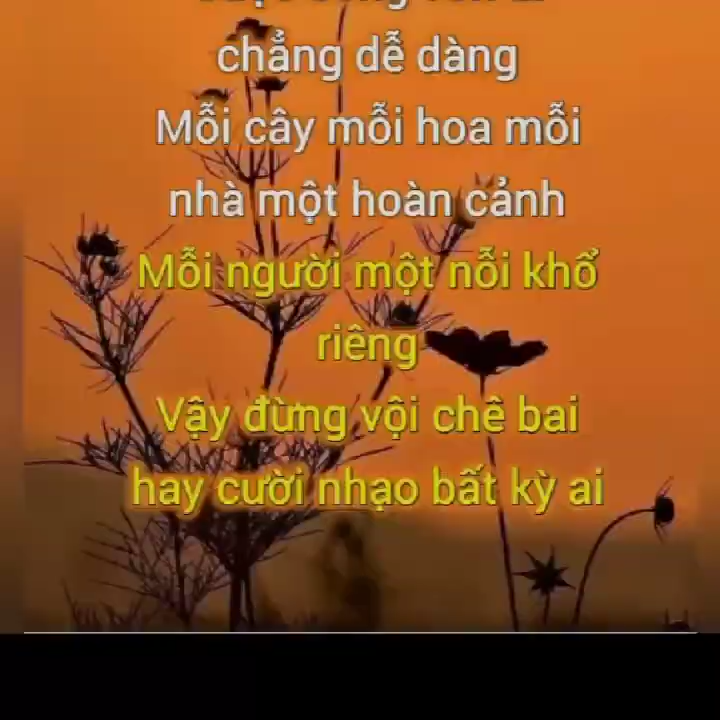 chẳng dễ dàng
Mỗi cây mỗi hoa mỗi
nhà một hoàn cảnh
Mỗi người một nỗi khổ
riêng
Vậy đừng vội chê bai
hay cười nhạo bất kỳ ai